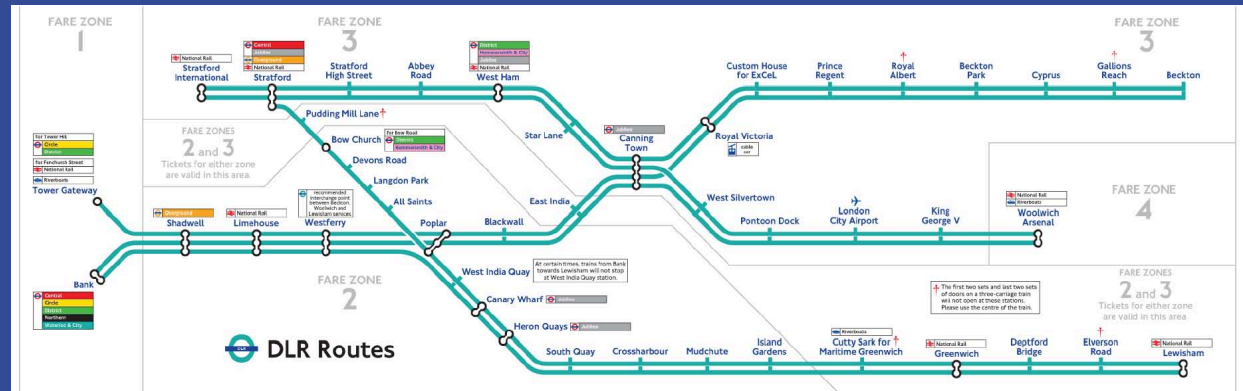 FARE ZONE
1
FARE ZONE
3
FARE ZONE
3
National Rail
Stratford
International
Central
Jubilee
Overground
National Rail
Stratford
Stratford
High Street
Abbey
Road
District
Hammersmith & City
Jubilee
National Rail
West Ham
Custom House
for ExCeL
Prince
Regent
Royal
Albert
Beckton
Park
Cyprus
Gallions
Reach
Beckton
Pudding Mill Lane
Star Lane
Jubilee
Canning
Town
Royal Victoria
cable
car
FARE ZONES
2 and 3
Tickets for either zone
are valid in this area
Bow Church
For Bow Road
District
Hammersmith & City
Devons Road
Langdon Park
All Saints
For Tower Hill
Circle
District
For Fenchurch Street
National Rail
Riverboats
Tower Gateway
Overground
Shadwell
National Rail
Limehouse
recommended
interchange point
between Beckton,
Woolwich and
Lewisham services
Westferry
Poplar
Blackwall
East India
West Silvertown
Pontoon Dock
London
City Airport
King
George V
National Rail
Riverboats
Woolwich
Arsenal
FARE ZONE
4
Bank
Central
Circle
District
Northern
Waterloo & City
FARE ZONE
2
West India Quay
At certain times, trains from Bank
towards Lewisham will not stop
at West India Quay station.
Canary Wharf
Jubilee
Heron Quays
Jubilee
The first two sets and last two sets
of doors on a three-carriage train
will not open at these stations.
Please use the centre of the train.
FARE ZONES
2 and 3
Tickets for either zone
are valid in this area
DLR
DLR Routes
South Quay
Crossharbour
Mudchute
Island
Gardens
Riverboats
Cutty Sark for
Maritime Greenwich
National Rail
Greenwich
Deptford
Bridge
Elverson
Road
National Rail
Lewisham